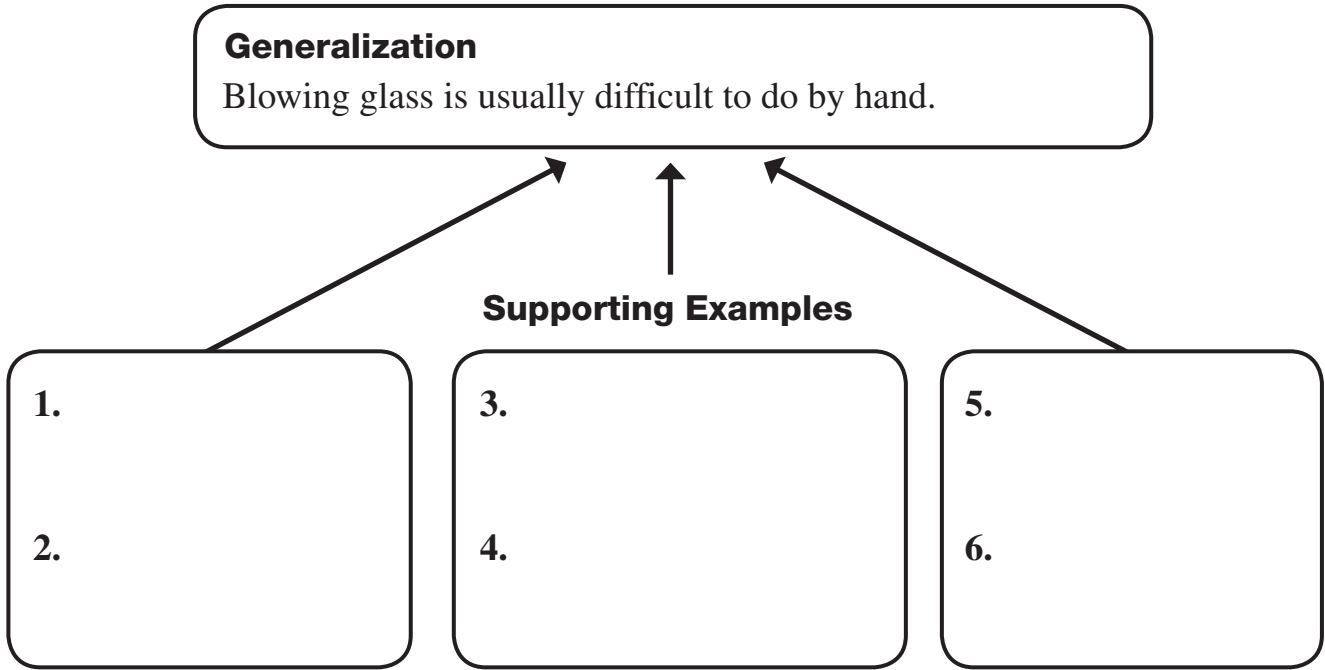 Generalization
Blowing glass is usually difficult to do by hand.
Supporting Examples
1.
2.
3.
4.
5.
6.